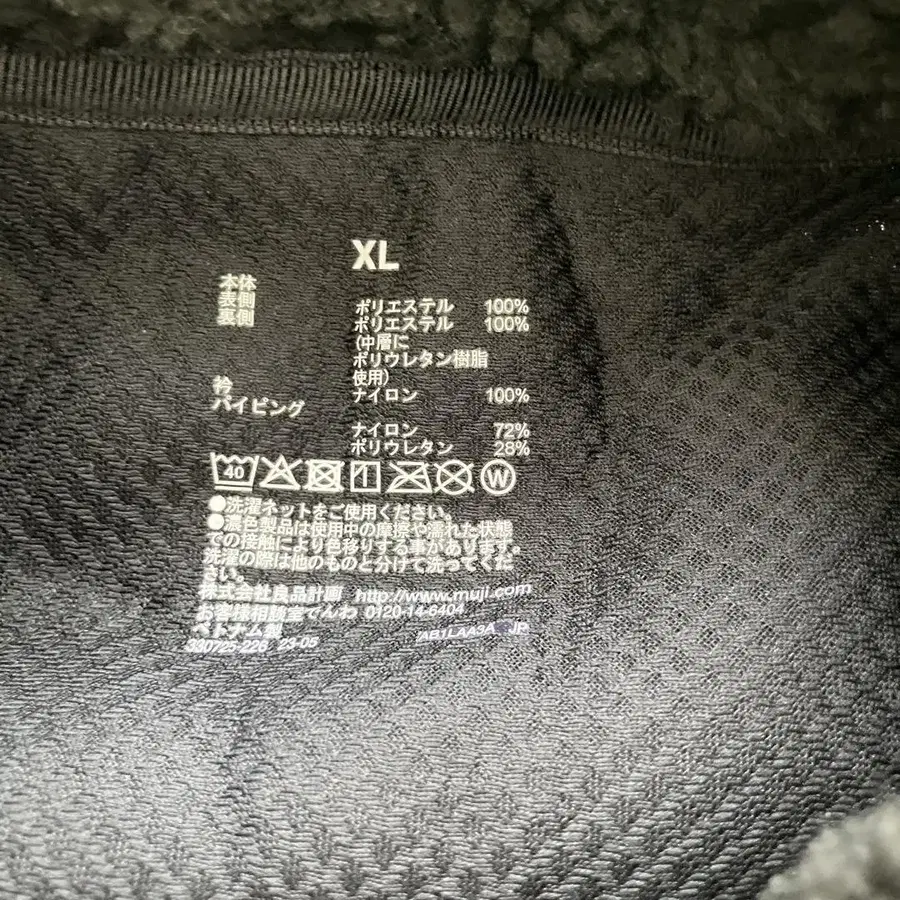 XL
本体
表側 ポリエステル 100%
裏側 ポリエステル 100%
(中層に
ポリウレタン樹脂
使用)
衿 ナイロン 100%
パイピング
ナイロン 72%
ポリウレタン 28%
40 W
●洗濯ネットをご使用ください。
●濃色製品は使用中の摩擦や濡れた状態
での接触により色移りする事があります。
洗濯の際は他のものと分けて洗ってくだ
さい。
株式会社良品計画 http://www.muji.com
お客様相談室でんわ 0120-14-6404
ベトナム製
330725-226 23-05 JP